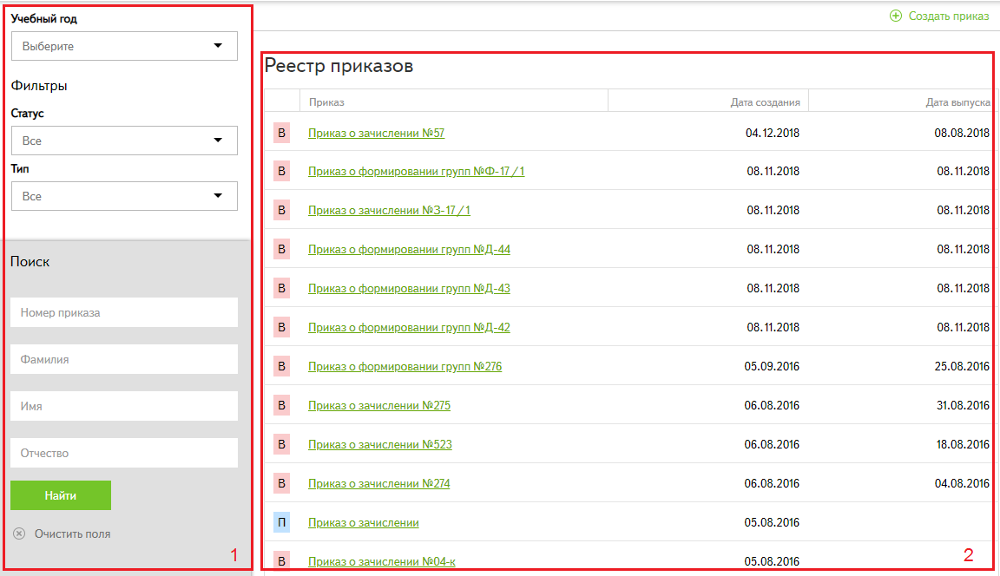 Учебный год
Выберите
Фильтры
Статус
Все
Тип
Все
Поиск
Номер приказа
Фамилия
Имя
Отчество
Найти
Очистить поля
1
Создать приказ
Реестр приказов
Приказ Дата создания Дата выпуска
В Приказ о зачислении №57 04.12.2018 08.08.2018
В Приказ о формировании групп №Ф-17/1 08.11.2018 08.11.2018
В Приказ о зачислении №З-17/1 08.11.2018 08.11.2018
В Приказ о формировании групп №Д-44 08.11.2018 08.11.2018
В Приказ о формировании групп №Д-43 08.11.2018 08.11.2018
В Приказ о формировании групп №Д-42 08.11.2018 08.11.2018
В Приказ о формировании групп №276 05.09.2016 25.08.2016
В Приказ о зачислении №275 06.08.2016 31.08.2016
В Приказ о зачислении №523 06.08.2016 18.08.2016
В Приказ о зачислении №274 06.08.2016 04.08.2016
П Приказ о зачислении 05.08.2016
В Приказ о зачислении №04-к 05.08.2016
2